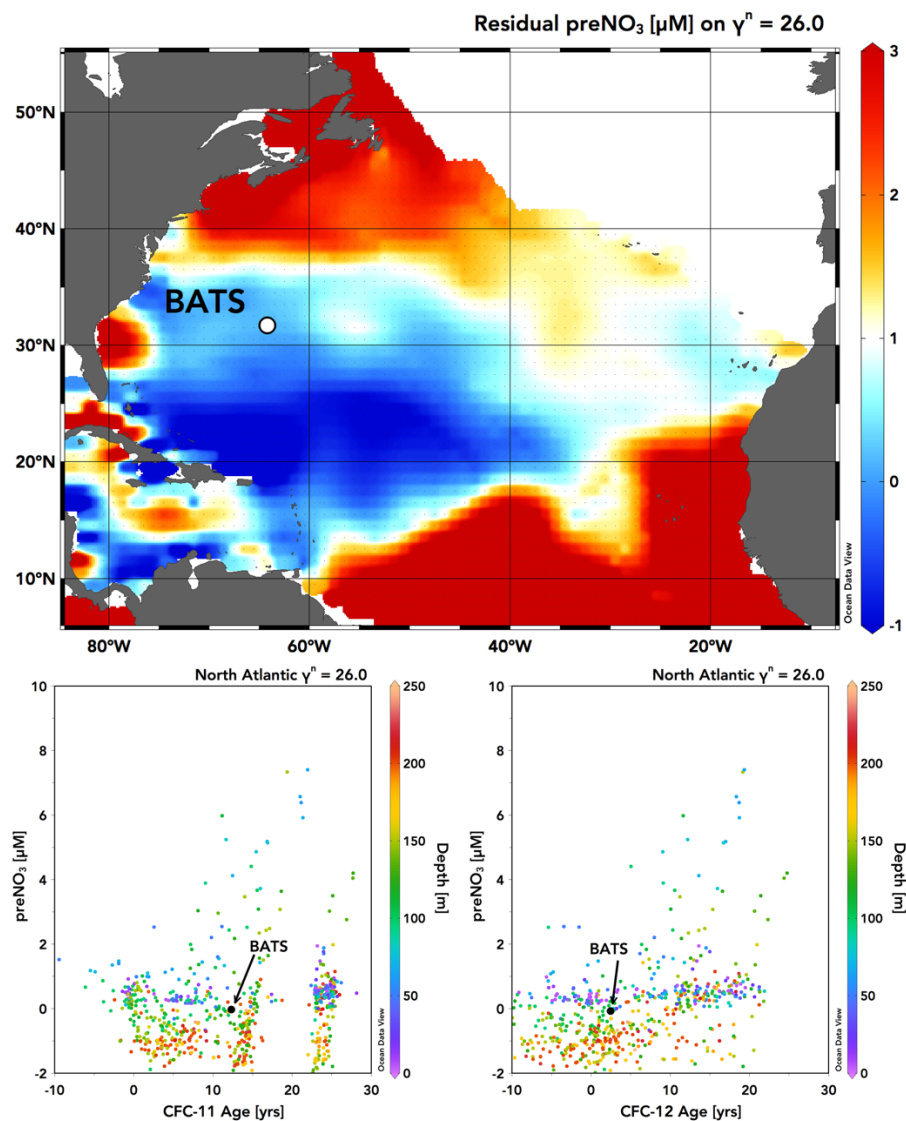 Residual preNO₃ [µM] on γⁿ = 26.0
50°N
40°N
30°N
20°N
10°N
BATS
80°W
60°W
40°W
20°W
3
2
1
0
-1
Ocean Data View
North Atlantic γⁿ = 26.0
10
8
6
4
2
0
-2
preNO₃ [µM]
BATS
-10
0
10
20
30
CFC-11 Age [yrs]
250
200
150
100
50
0
Depth [m]
Ocean Data View
North Atlantic γⁿ = 26.0
10
8
6
4
2
0
-2
preNO₃ [µM]
BATS
-10
0
10
20
30
CFC-12 Age [yrs]
250
200
150
100
50
0
Depth [m]
Ocean Data View